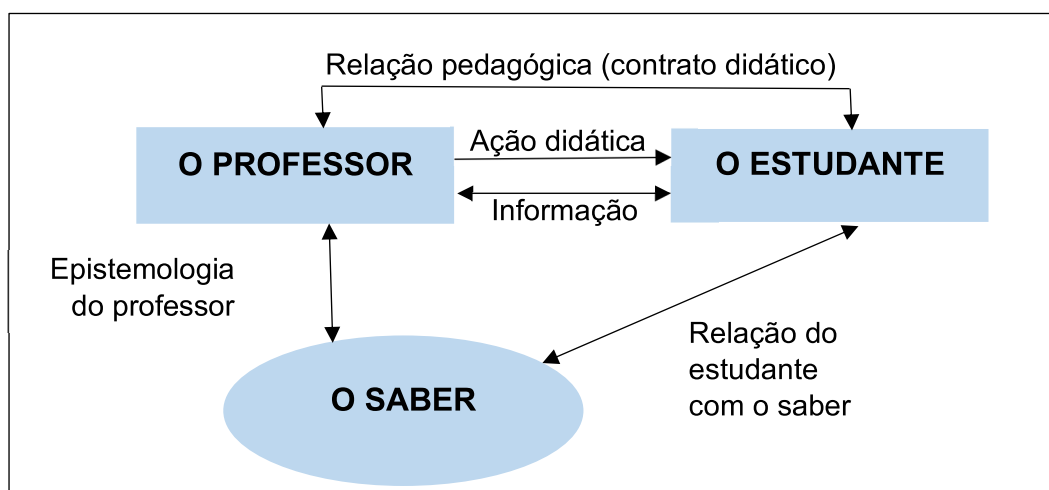 Relação pedagógica (contrato didático)
O PROFESSOR
Ação didática
O ESTUDANTE
Informação
Epistemologia
do professor
Relação do
estudante
com o saber
O SABER